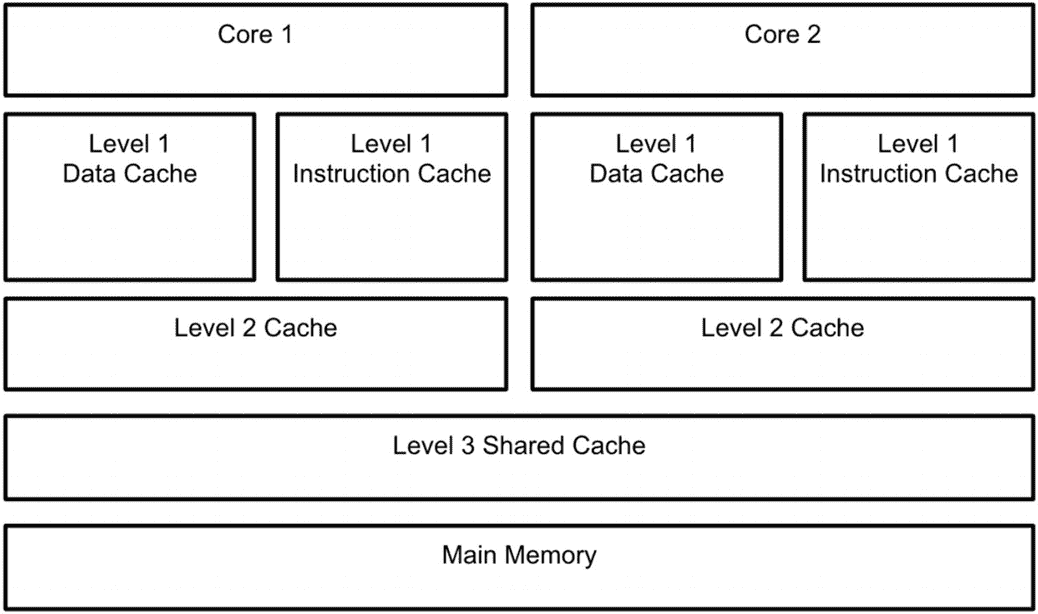 Core 1
Core 2
Level 1
Data Cache
Level 1
Instruction Cache
Level 1
Data Cache
Level 1
Instruction Cache
Level 2 Cache
Level 2 Cache
Level 3 Shared Cache
Main Memory